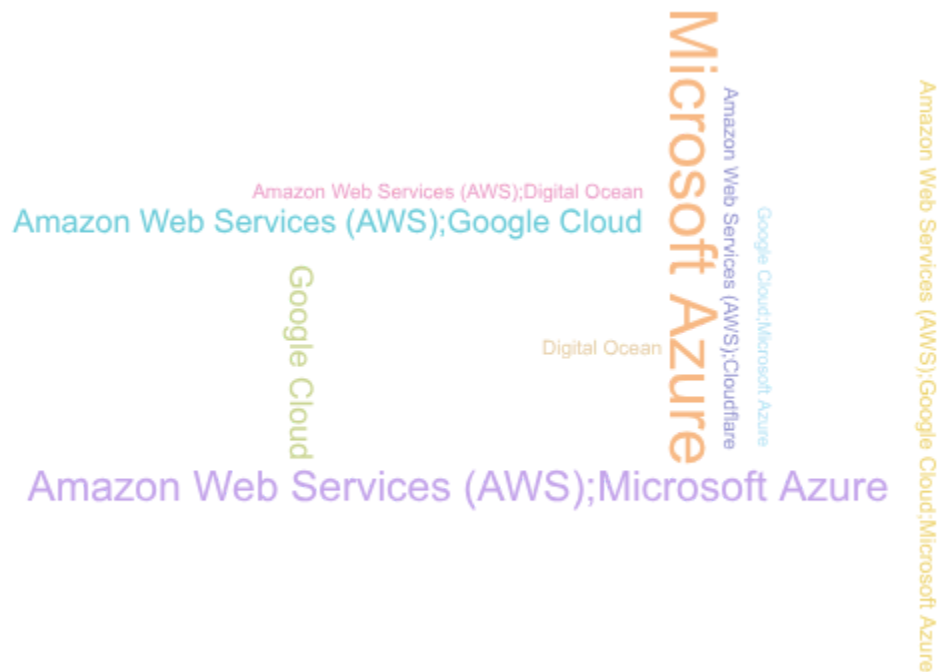 Microsoft Azure
Amazon Web Services (AWS);Cloudflare
Amazon Web Services (AWS);Google Cloud;Microsoft Azure
Amazon Web Services (AWS);Digital Ocean
Amazon Web Services (AWS);Google Cloud
Google Cloud;Microsoft Azure
Google Cloud
Digital Ocean
Amazon Web Services (AWS);Microsoft Azure